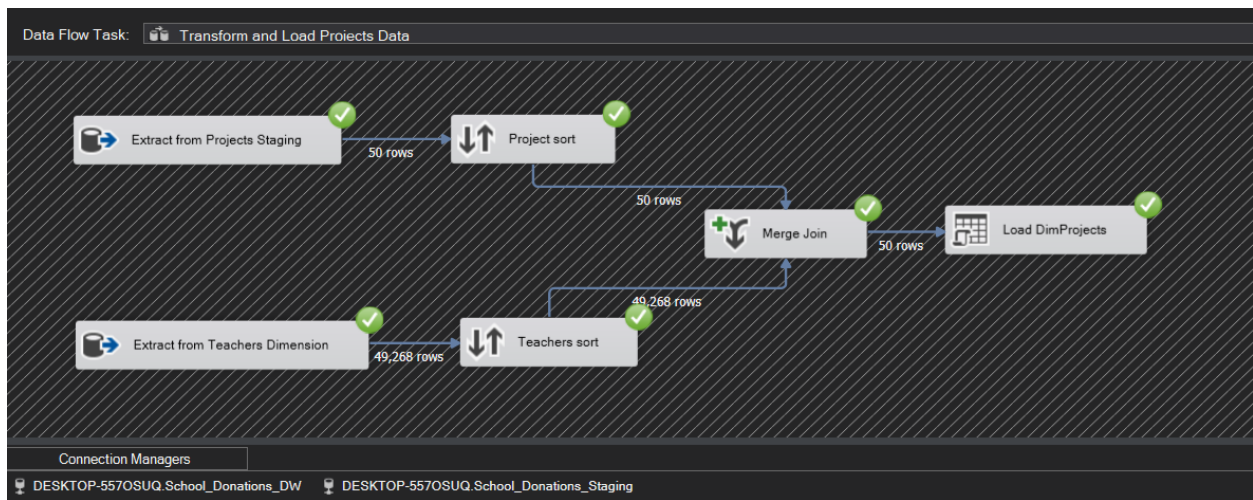 Data Flow Task: Transform and Load Projects Data
Extract from Projects Staging
50 rows
Project sort
50 rows
Merge Join
50 rows
Load DimProjects
49,268 rows
Extract from Teachers Dimension
49,268 rows
Teachers sort
Connection Managers
DESKTOP-557OSUQ.School_Donations_DW DESKTOP-557OSUQ.School_Donations_Staging